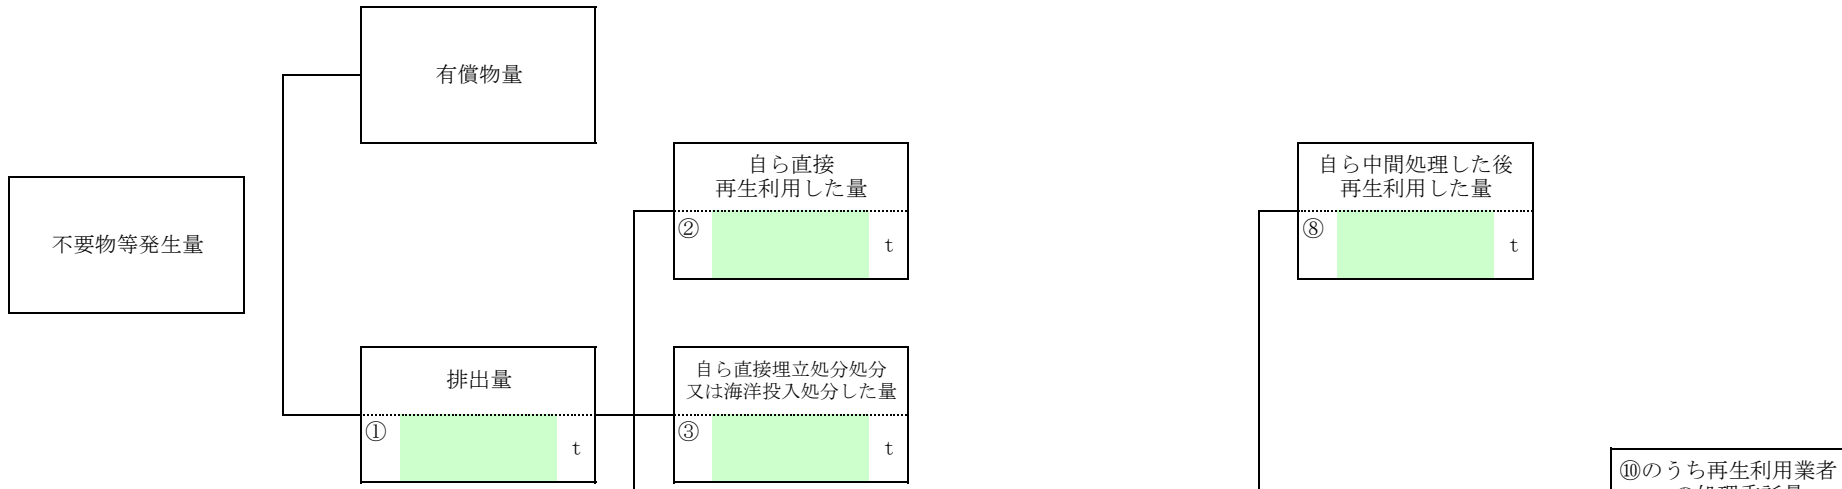 有償物量
自ら直接
再生利用した量
② t
自ら中間処理した後
再生利用した量
⑧ t
不要物等発生量
排出量
① t
自ら直接埋立処分処分
又は海洋投入処分した量
③ t
⑩のうち再生利用業者